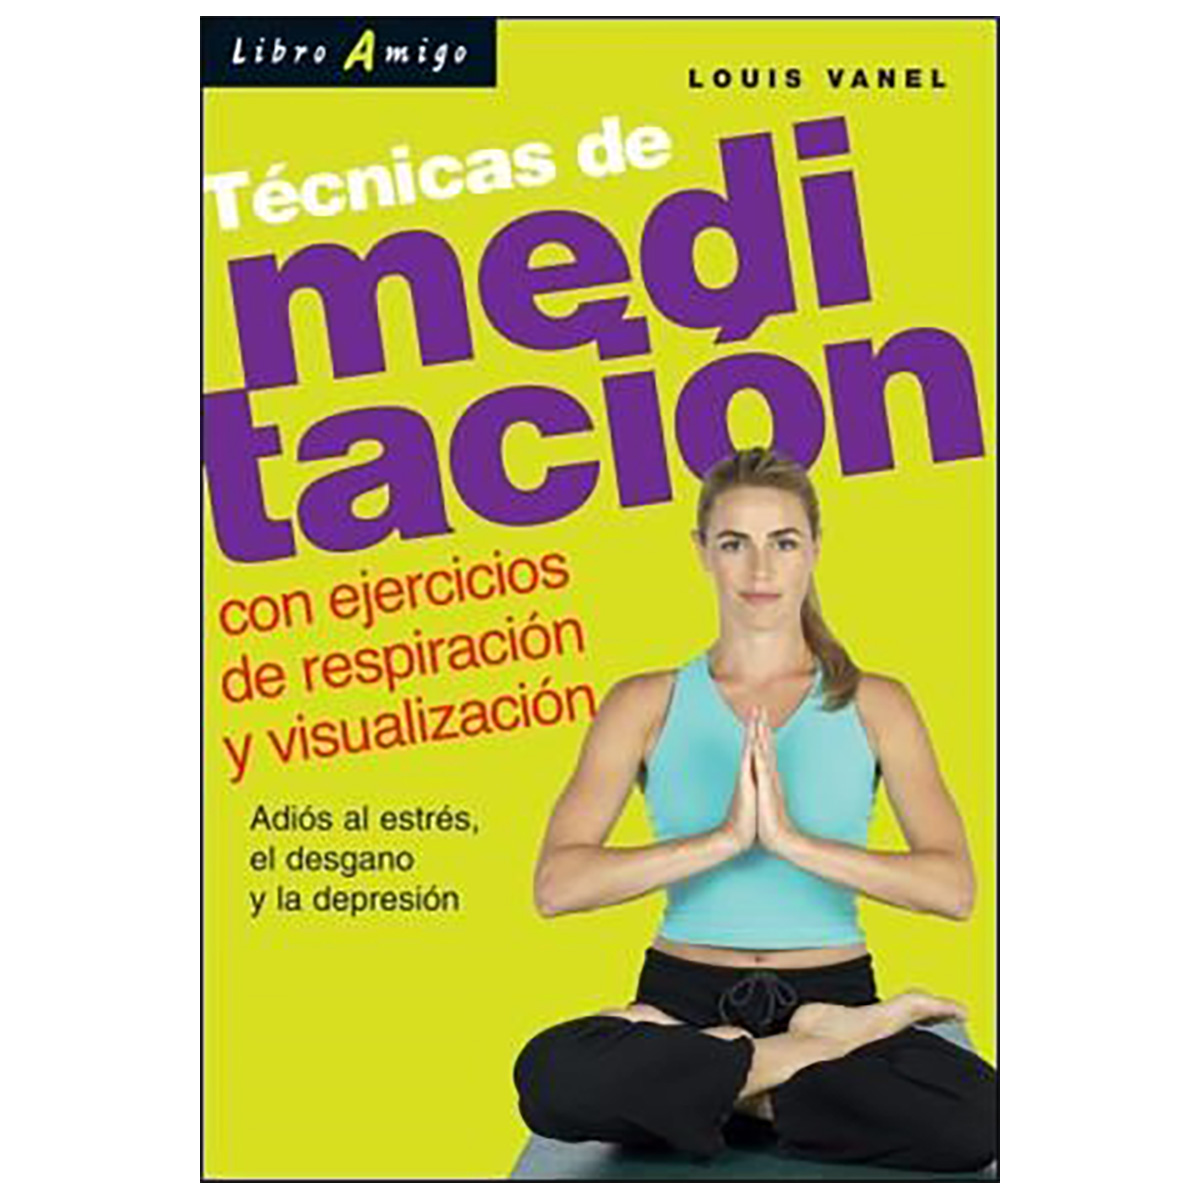 Libro Amigo
LOUIS VANEL
Técnicas de
medi
tación
con ejercicios
de respiración
y visualización
Adiós al estrés,
el desgano
y la depresión